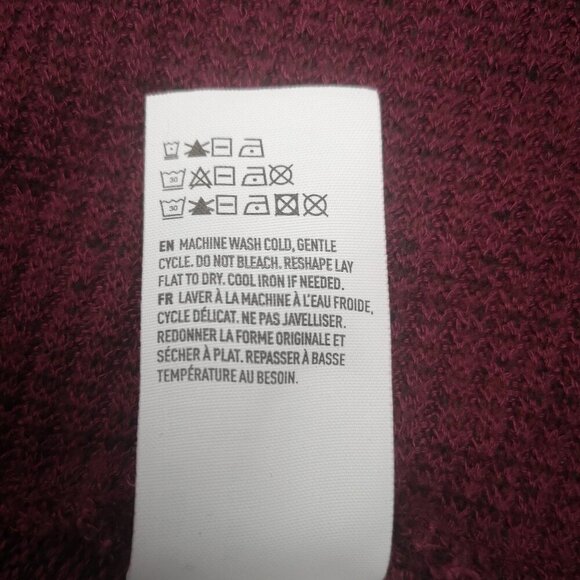 30
30
EN MACHINE WASH COLD, GENTLE
CYCLE. DO NOT BLEACH. RESHAPE LAY
FLAT TO DRY. COOL IRON IF NEEDED.
FR LAVER À LA MACHINE À L'EAU FROIDE,
CYCLE DÉLICAT. NE PAS JAVELLISER.
REDONNER LA FORME ORIGINALE ET
SÉCHER À PLAT. REPASSER À BASSE
TEMPÉRATURE AU BESOIN.